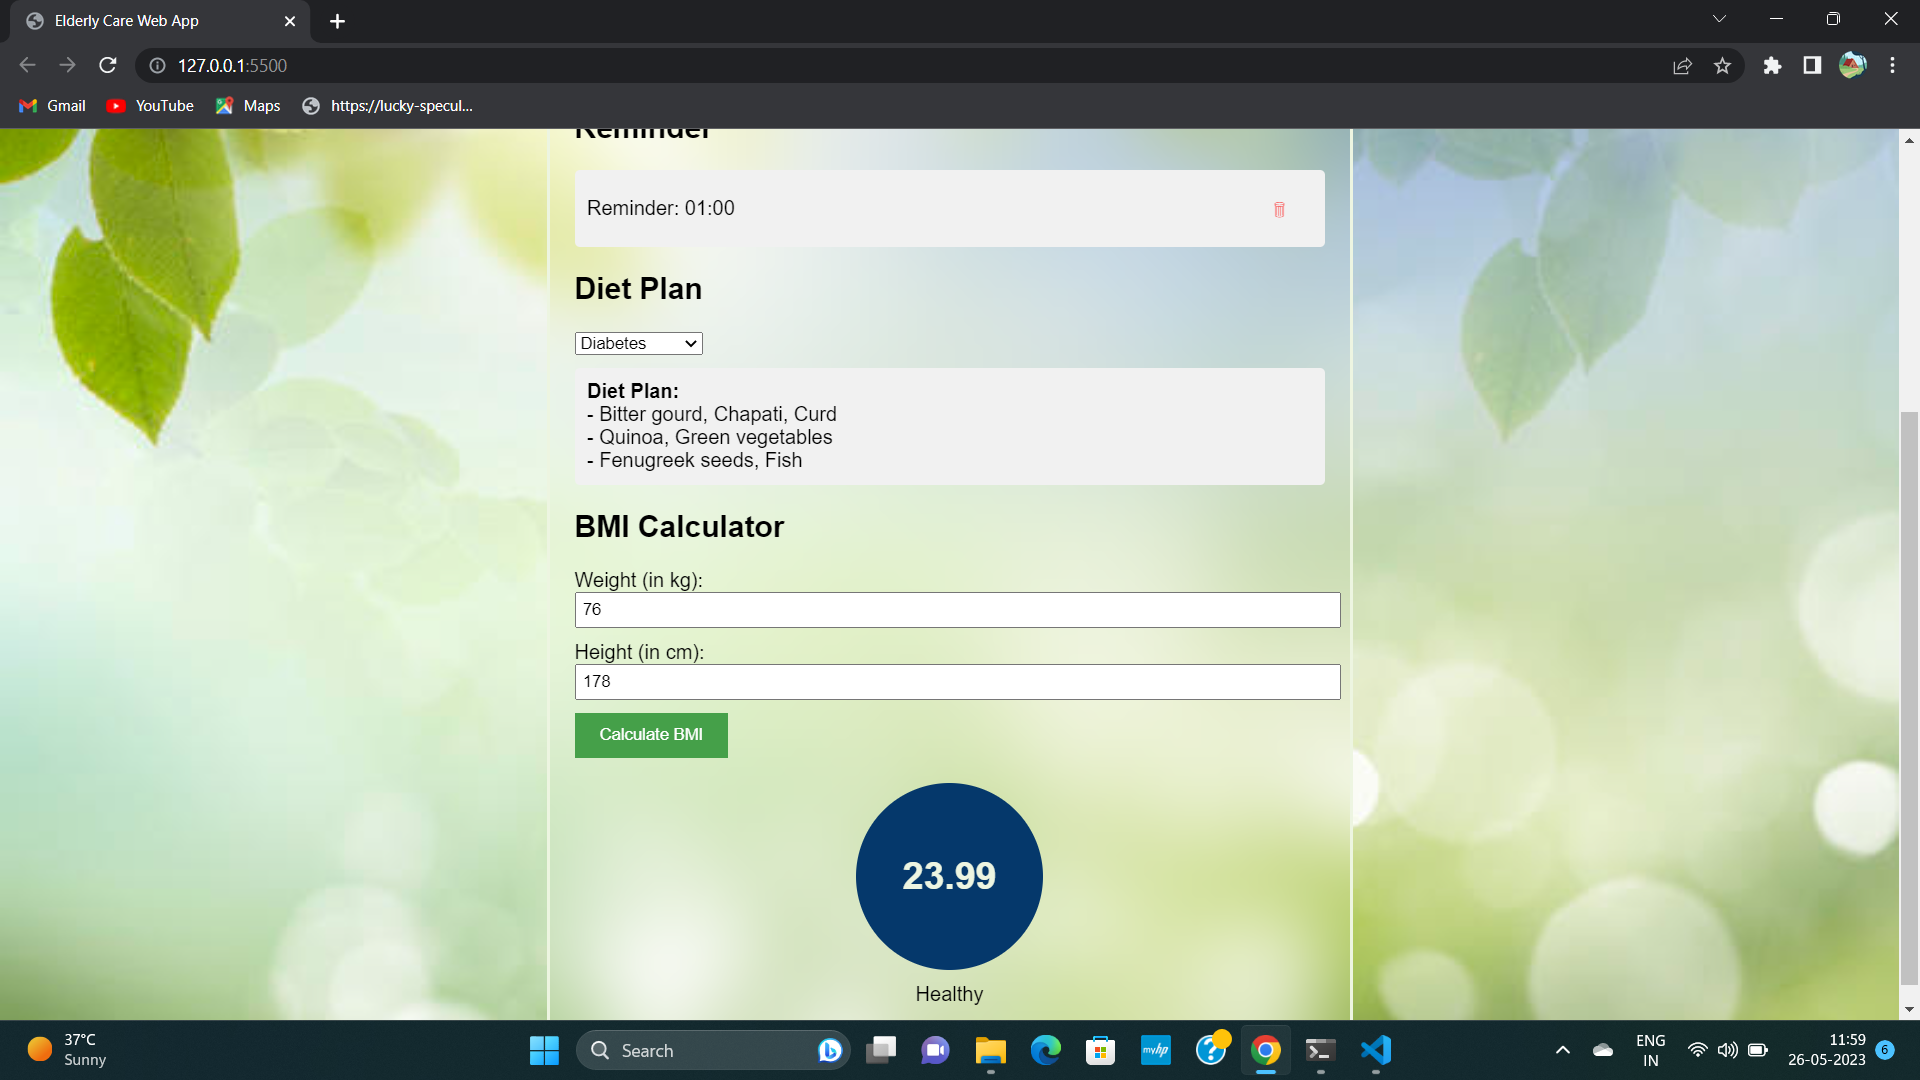 Elderly Care Web App
127.0.0.1:5500
Gmail YouTube Maps https://lucky-specul...
Reminder
Reminder: 01:00
Diet Plan
Diabetes
Diet Plan:
- Bitter gourd, Chapati, Curd
- Quinoa, Green vegetables
- Fenugreek seeds, Fish
BMI Calculator
Weight (in kg):
76
Height (in cm):
178
Calculate BMI
23.99
Healthy
37°C
Sunny
Search
myhp
ENG
IN
11:59
26-05-2023
6